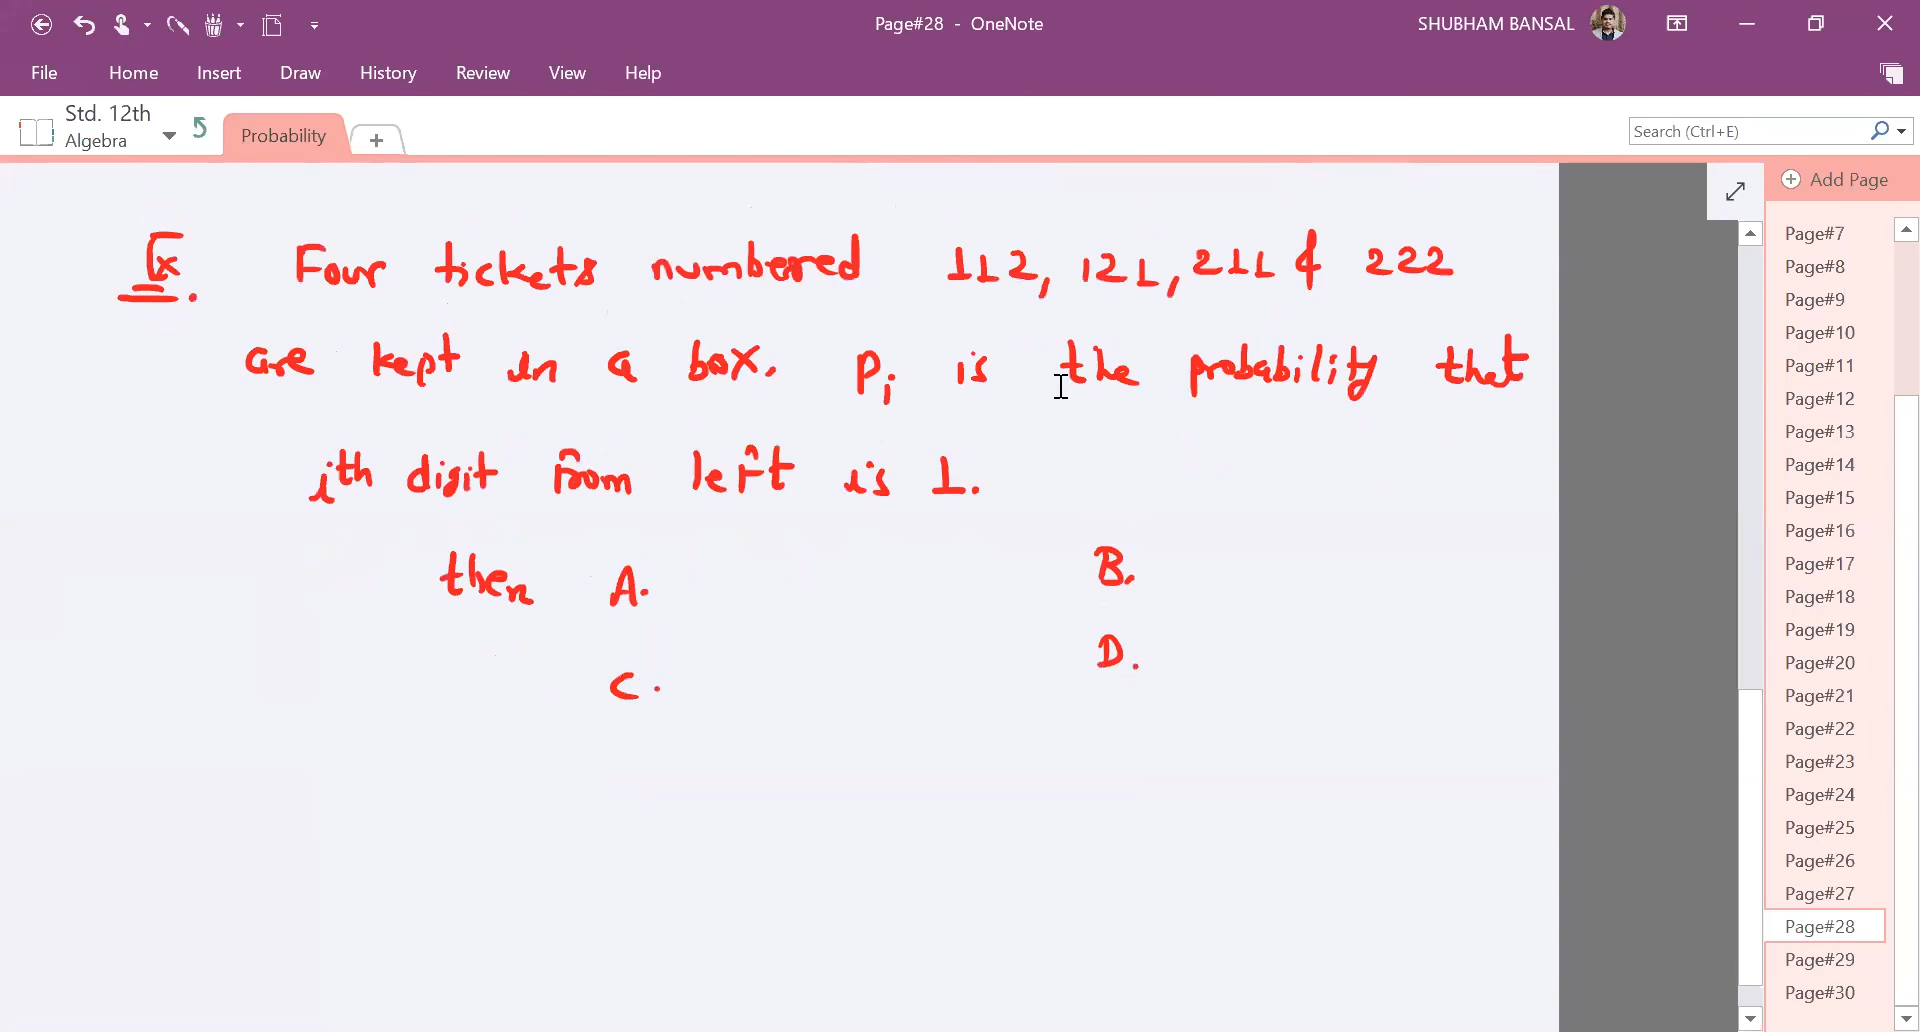 Page#28 - OneNote
SHUBHAM BANSAL
File Home Insert Draw History Review View Help
Std. 12th
Algebra
Probability
+
Search (Ctrl+E)
Add Page
Ex. Four tickets numbered 112, 121, 211 & 222
are kept in a box. Pi is the probability that
ith digit from left is 1.
then A. B.
C. D.
Page#7
Page#8
Page#9
Page#10
Page#11
Page#12
Page#13
Page#14
Page#15
Page#16
Page#17
Page#18
Page#19
Page#20
Page#21
Page#22
Page#23
Page#24
Page#25
Page#26
Page#27
Page#28
Page#29
Page#30